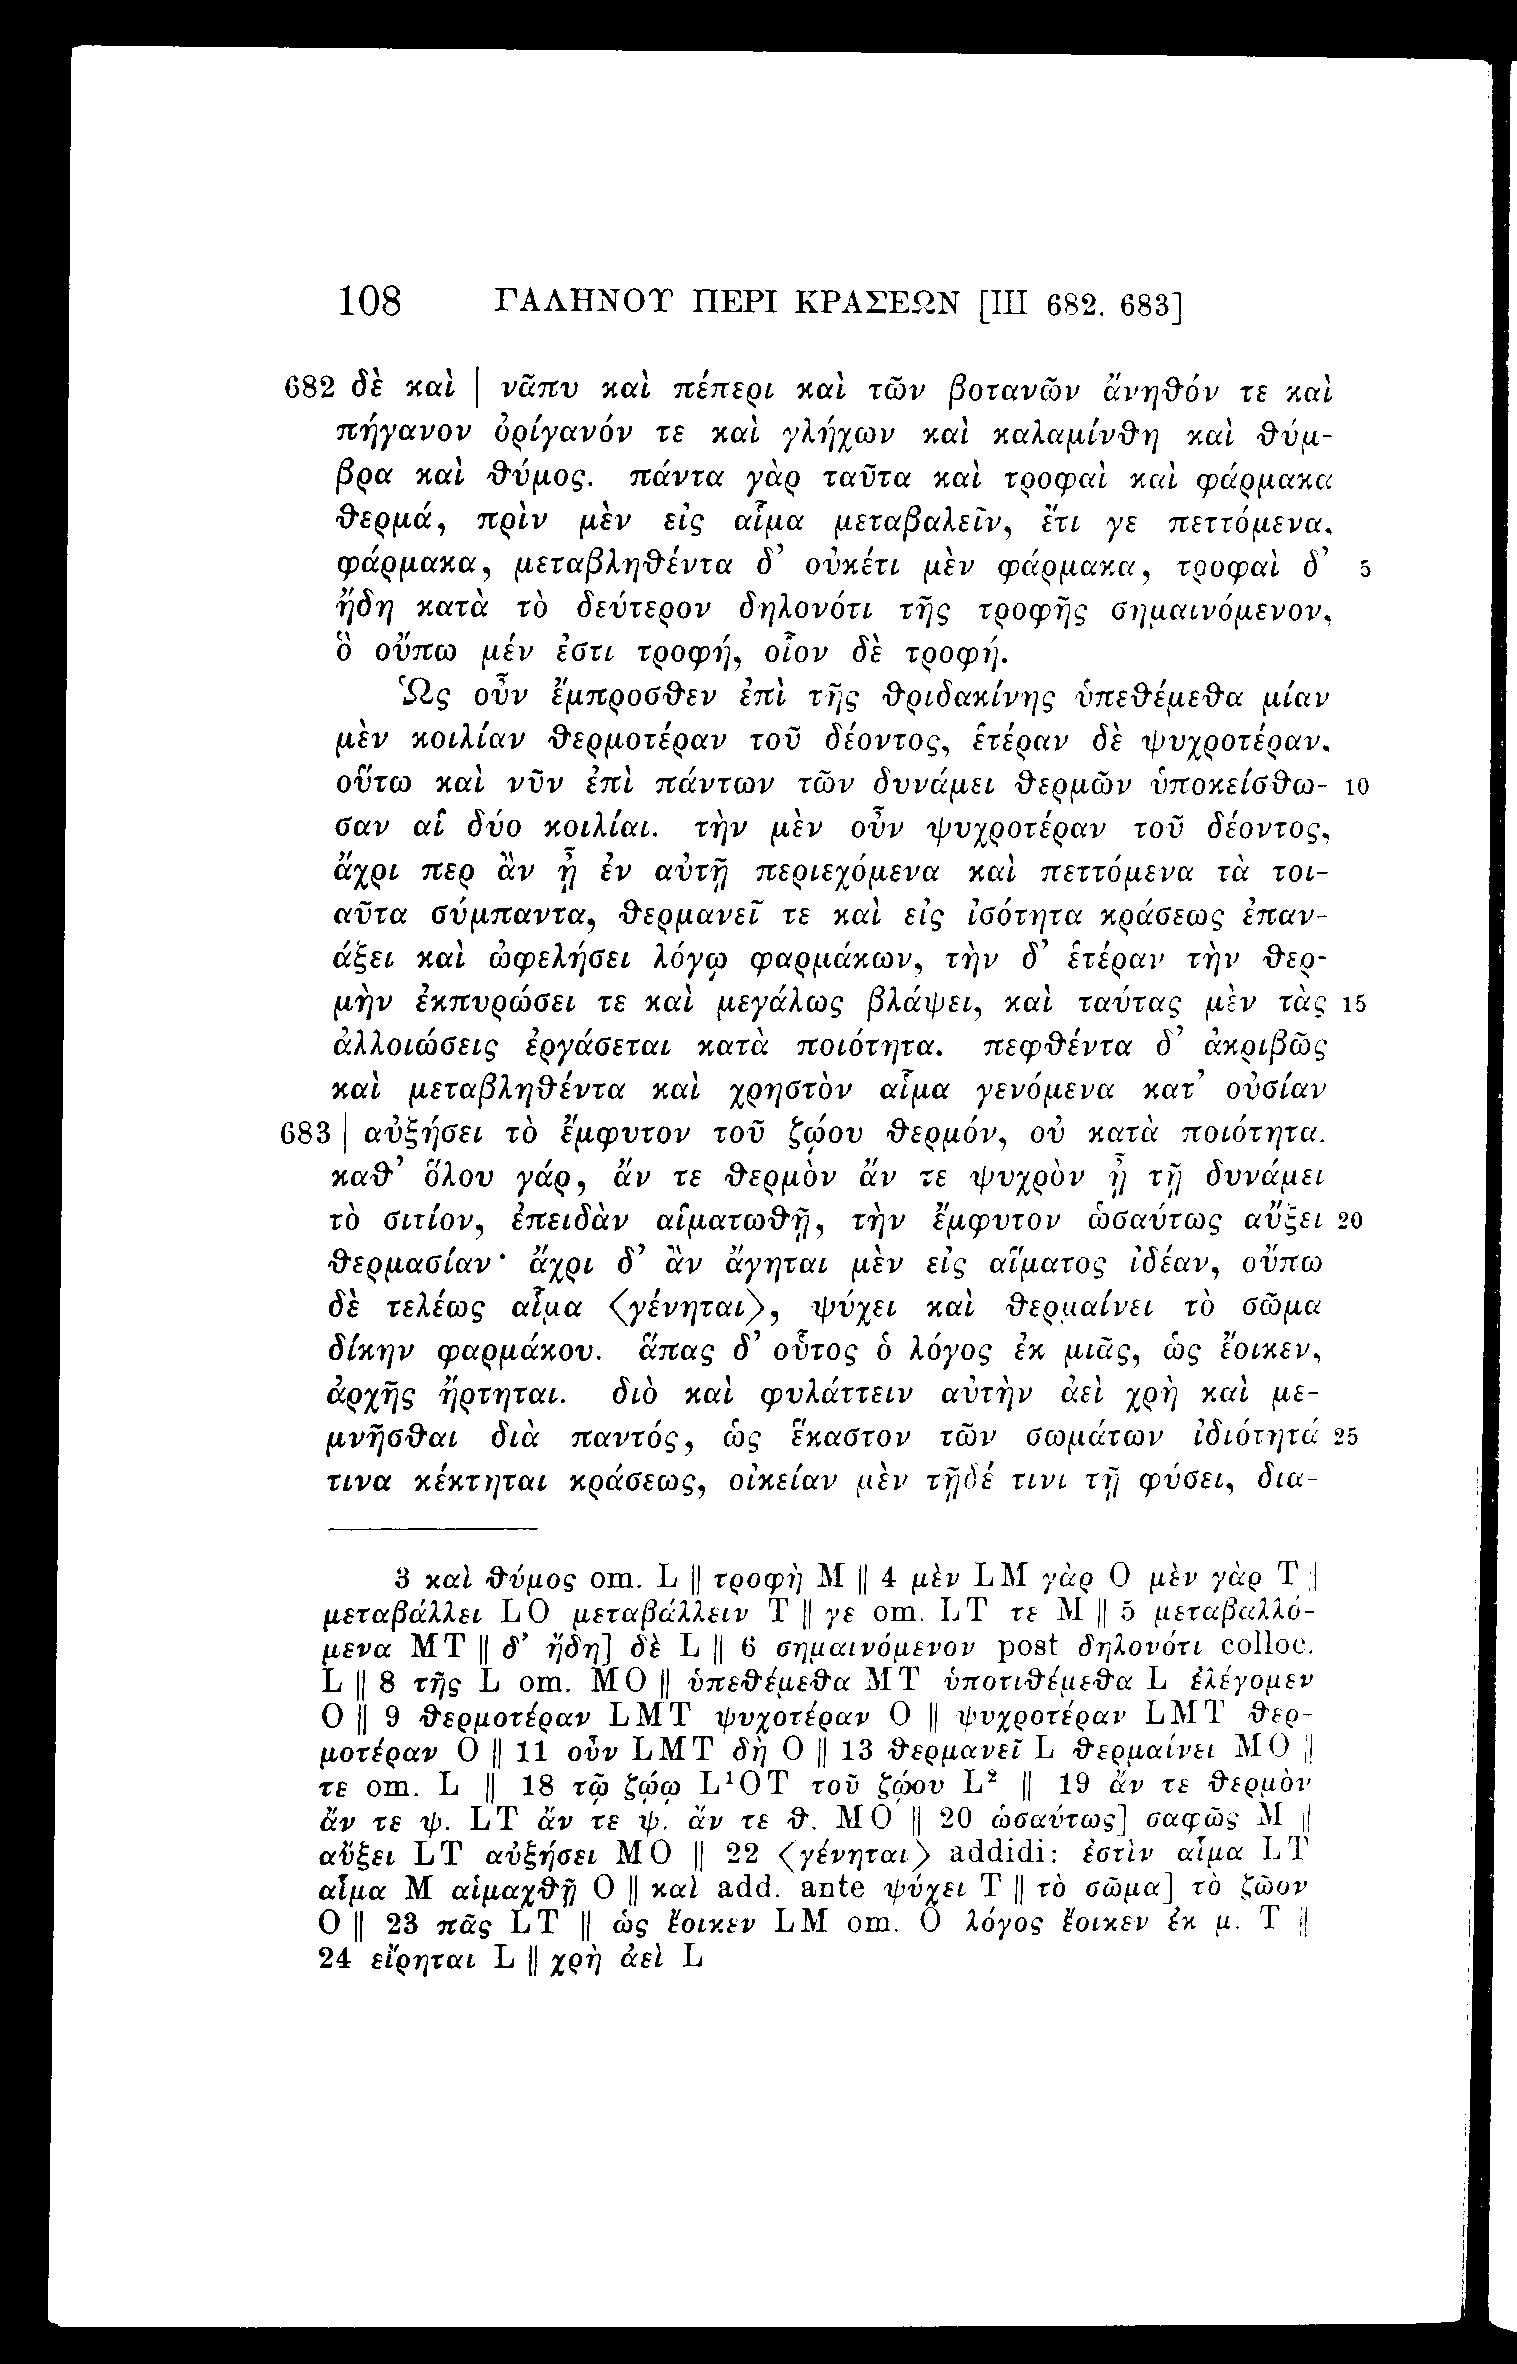 108 ΓΑΛΗΝΟΥ ΠΕΡΙ ΚΡΑΣΕΩΝ [III 682. 683]
682 δὲ καὶ | νᾶπυ καὶ πέπερι καὶ τῶν βοτανῶν ἄνηθόν τε καὶ
πήγανον ὀρίγανόν τε καὶ γλήχων καὶ καλαμίνθη καὶ θύμ-
βρα καὶ θύμος. πάντα γὰρ ταῦτα καὶ τροφαὶ καὶ φάρμακα
θερμά, πρὶν μὲν εἰς αἷμα μεταβαλεῖν, ἔτι γε πεττόμενα,
φάρμακα, μεταβληθέντα δ’ οὐκέτι μὲν φάρμακα, τροφαὶ δ’ 5
ἤδη κατὰ τὸ δεύτερον δηλονότι τῆς τροφῆς σημαινόμενον,
ὃ οὔπω μέν ἐστι τροφή, οἷον δὲ τροφή.
Ὡς οὖν ἔμπροσθεν ἐπὶ τῆς θριδακίνης ὑπεθέμεθα μίαν
μὲν κοιλίαν θερμοτέραν τοῦ δέοντος, ἑτέραν δὲ ψυχροτέραν,
οὕτω καὶ νῦν ἐπὶ πάντων τῶν δυνάμει θερμῶν ὑποκείσθω- 10
σαν αἱ δύο κοιλίαι. τὴν μὲν οὖν ψυχροτέραν τοῦ δέοντος,
ἄχρι περ ἂν ᾖ ἐν αὐτῇ περιεχόμενα καὶ πεττόμενα τὰ τοι-
αῦτα σύμπαντα, θερμανεῖ τε καὶ εἰς ἰσότητα κράσεως ἐπαν-
άξει καὶ ὠφελήσει λόγῳ φαρμάκων, τὴν δ’ ἑτέραν τὴν θερ-
μὴν ἐκπυρώσει τε καὶ μεγάλως βλάψει, καὶ ταύτας μὲν τὰς 15
ἀλλοιώσεις ἐργάσεται κατὰ ποιότητα. πεφθέντα δ’ ἀκριβῶς
καὶ μεταβληθέντα καὶ χρηστὸν αἷμα γενόμενα κατ’ οὐσίαν
683 | αὐξήσει τὸ ἔμφυτον τοῦ ζῴου θερμόν, οὐ κατὰ ποιότητα.
καθ’ ὅλου γάρ, ἄν τε θερμὸν ἄν τε ψυχρὸν ᾖ τῇ δυνάμει
τὸ σιτίον, ἐπειδὰν αἱματωθῇ, τὴν ἔμφυτον ὡσαύτως αὔξει 20
θερμασίαν· ἄχρι δ’ ἂν ἄγηται μὲν εἰς αἵματος ἰδέαν, οὔπω
δὲ τελέως αἷμα ⟨γένηται⟩, ψύχει καὶ θερμαίνει τὸ σῶμα
δίκην φαρμάκου. ἅπας δ’ οὗτος ὁ λόγος ἐκ μιᾶς, ὡς ἔοικεν,
ἀρχῆς ἤρτηται. διὸ καὶ φυλάττειν αὐτὴν ἀεὶ χρὴ καὶ με-
μνῆσθαι διὰ παντός, ὡς ἕκαστον τῶν σωμάτων ἰδιότητά 25
τινα κέκτηται κράσεως, οἰκείαν μὲν τῇδέ τινι τῇ φύσει, δια-
3 καὶ θύμος om. L || τροφὴ M || 4 μὲν LM γὰρ O μὲν γὰρ T ||
μεταβάλλει LO μεταβάλλειν T || γε om. LT τε M || 5 μεταβαλλό-
μενα MT || δ’ ἤδη] δὲ L || 6 σημαινόμενον post δηλονότι colloc.
L || 8 τῆς L om. MO || ὑπεθέμεθα MT ὑποτιθέμεθα L ἐλέγομεν
O || 9 θερμοτέραν LMT ψυχοτέραν O || ψυχροτέραν LMT θερ-
μοτέραν O || 11 οὖν LMT δὴ O || 13 θερμανεῖ L θερμαίνει MO ||
τε om. L || 18 τῷ ζῴῳ L¹OT τοῦ ζῴου L² || 19 ἄν τε θερμὸν
ἄν τε ψ. LT ἄν τε ψ. ἄν τε θ. MO || 20 ὡσαύτως] σαφῶς M ||
αὔξει LT αὐξήσει MO || 22 ⟨γένηται⟩ addidi: ἐστὶν αἷμα LT
αἷμα M αἱμαχθῇ O || καὶ add. ante ψύχει T || τὸ σῶμα] τὸ ζῶον
O || 23 πᾶς LT || ὡς ἔοικεν LM om. O λόγος ἔοικεν ἐκ μ. T ||
24 εἴρηται L || χρὴ ἀεὶ L